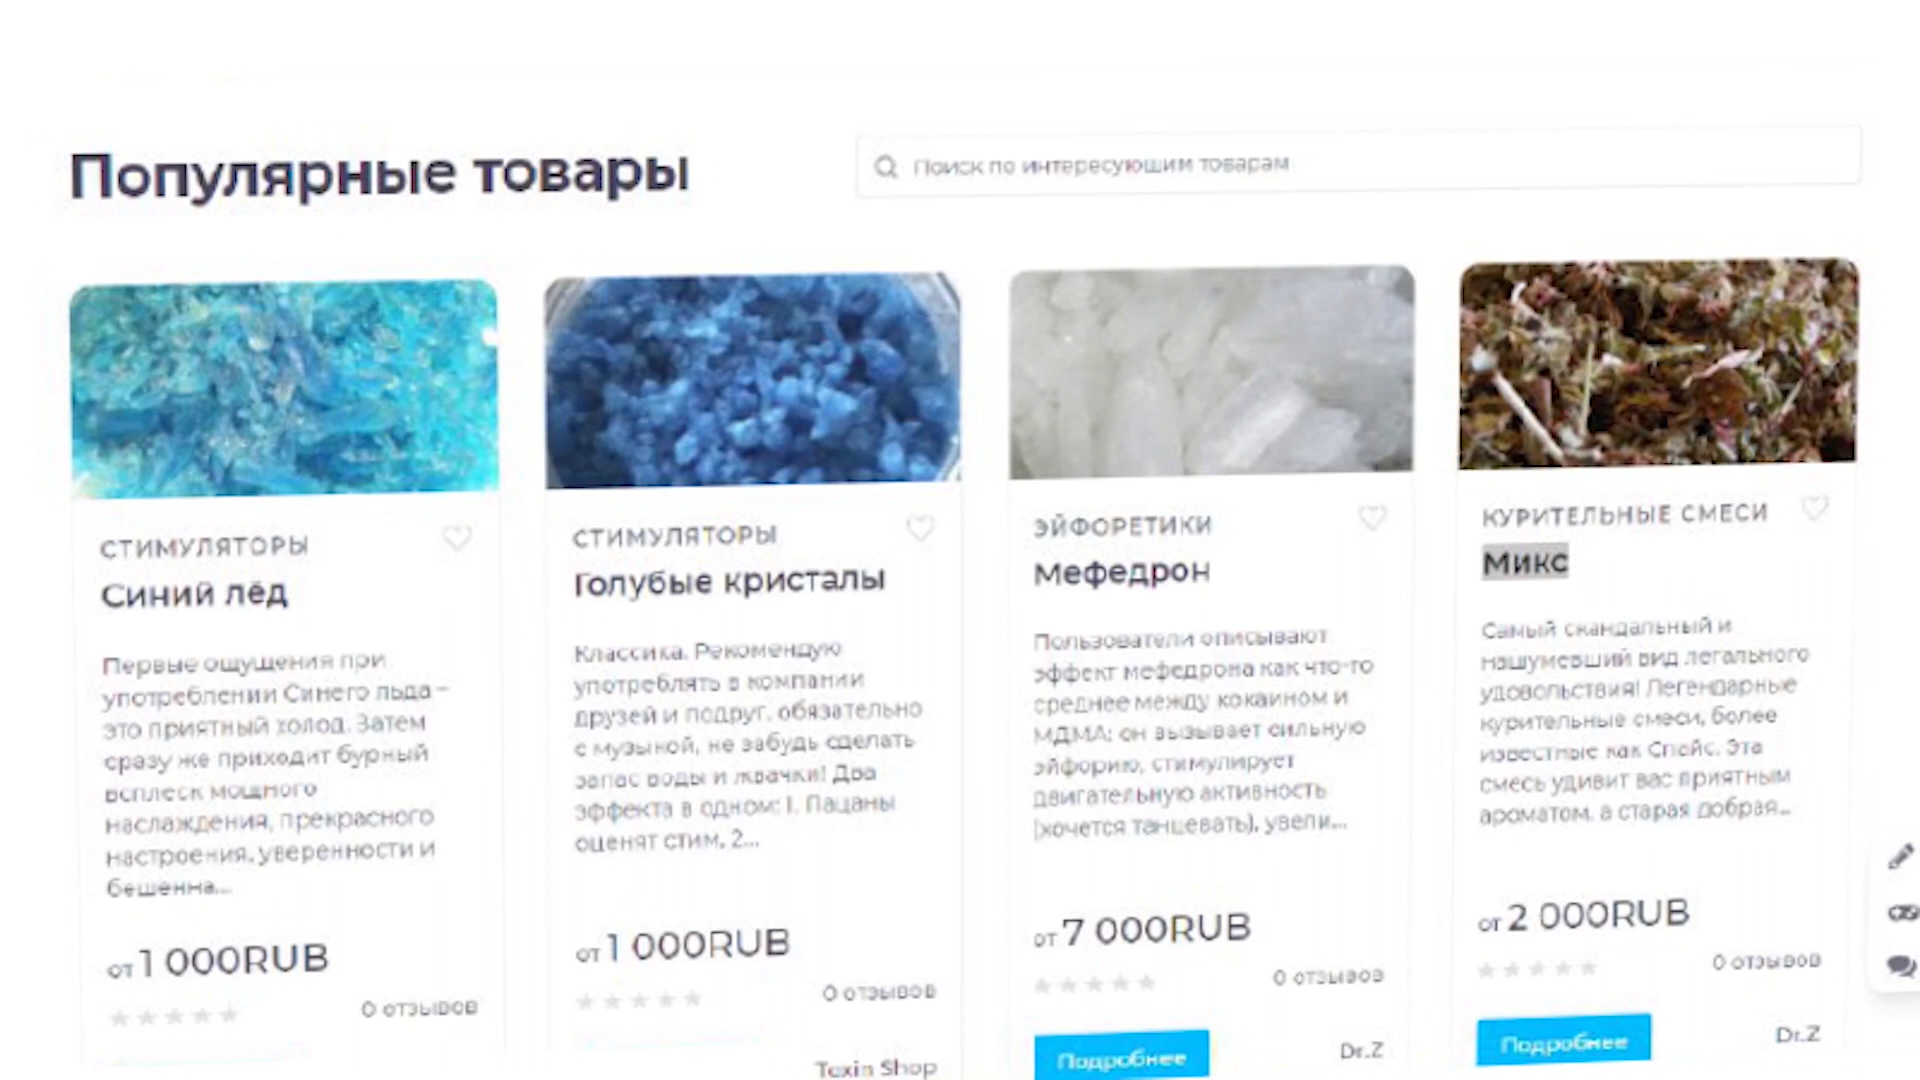 Популярные товары
Поиск по интересующим товарам
СТИМУЛЯТОРЫ
Синий лёд
Первые ощущения при
употреблении Синего льда –
это приятный холод. Затем
сразу же приходит бурный
всплеск мощного
наслаждения, прекрасного
настроения, уверенности и
бешенна...
от 1 000RUB
0 отзывов
СТИМУЛЯТОРЫ
Голубые кристалы
Классика. Рекомендую
употреблять в компании
друзей и подруг, обязательно
с музыкой, не забудь сделать
запас воды и жвачки! Два
эффекта в одном: 1. Пацаны
оценят стим, 2...
от 1 000RUB
0 отзывов
Toxin Shop
ЭЙФОРЕТИКИ
Мефедрон
Пользователи описывают
эффект мефедрона как что-то
среднее между кокаином и
МДМА: он вызывает сильную
эйфорию, стимулирует
двигательную активность
(хочется танцевать), увели...
от 7 000RUB
0 отзывов
Подробнее
Dr.Z
КУРИТЕЛЬНЫЕ СМЕСИ
Микс
Самый скандальный и
нашумевший вид легального
удовольствия! Легендарные
курительные смеси, более
известные как Спайс. Эта
смесь удивит вас приятным
ароматом, а старая добрая...
от 2 000RUB
0 отзывов
Подробнее
Dr.Z